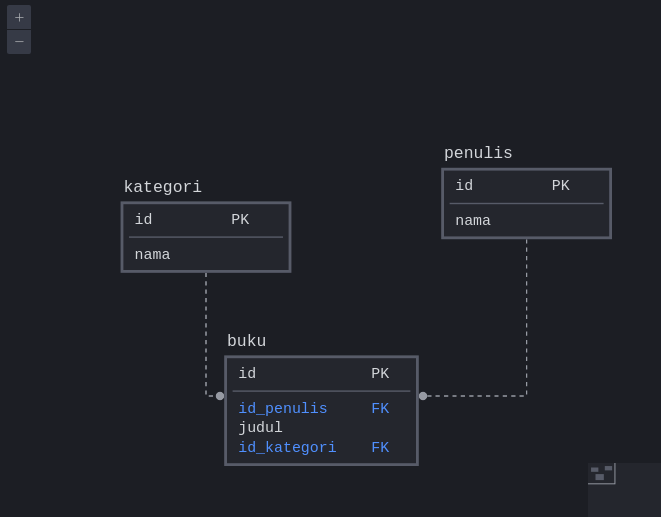 +
−
penulis
id PK
nama
kategori
id PK
nama
buku
id PK
id_penulis FK
judul
id_kategori FK